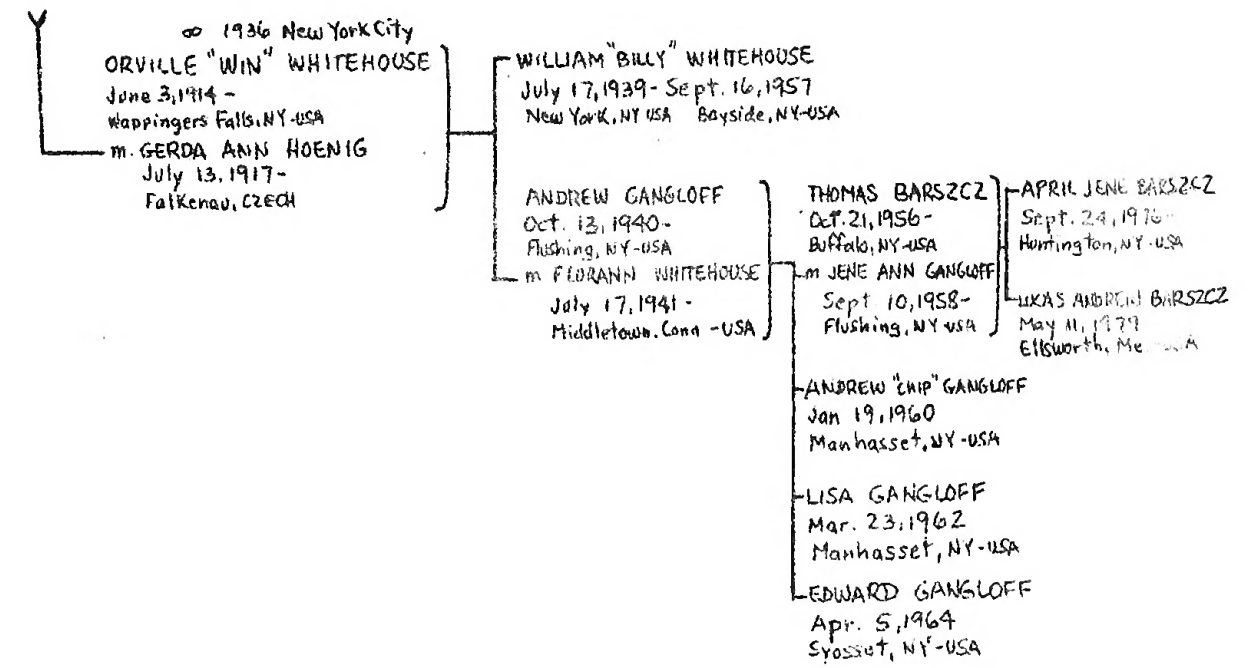 ∞ 1936 New York City
ORVILLE "WIN" WHITEHOUSE
June 3, 1914 -
Wappingers Falls, NY-USA
m. GERDA ANN HOENIG
July 13, 1917-
Falkenau, CZECH
WILLIAM "BILLY" WHITEHOUSE
July 17, 1939 - Sept. 16, 1957
New York, NY USA Bayside, NY-USA
ANDREW GANGLOFF
Oct. 13, 1940-
Flushing, NY-USA
m FLORANN WHITEHOUSE
July 17, 1941 -
Middletown. Conn -USA
THOMAS BARSZCZ
Oct. 21, 1956-
Buffalo, NY-USA
m JENE ANN GANGLOFF
Sept. 10, 1958-
Flushing, NY USA
APRIL JENE BARSZCZ
Sept. 24, 1976-
Huntington, NY-USA
LUKAS ANDREW BARSZCZ
May 11, 1979
Ellsworth, Me
ANDREW "CHIP" GANGLOFF
Jan 19, 1960
Manhasset, NY-USA
LISA GANGLOFF
Mar. 23, 1962
Manhasset, NY-USA
EDWARD GANGLOFF
Apr. 5, 1964
Syosset, NY-USA